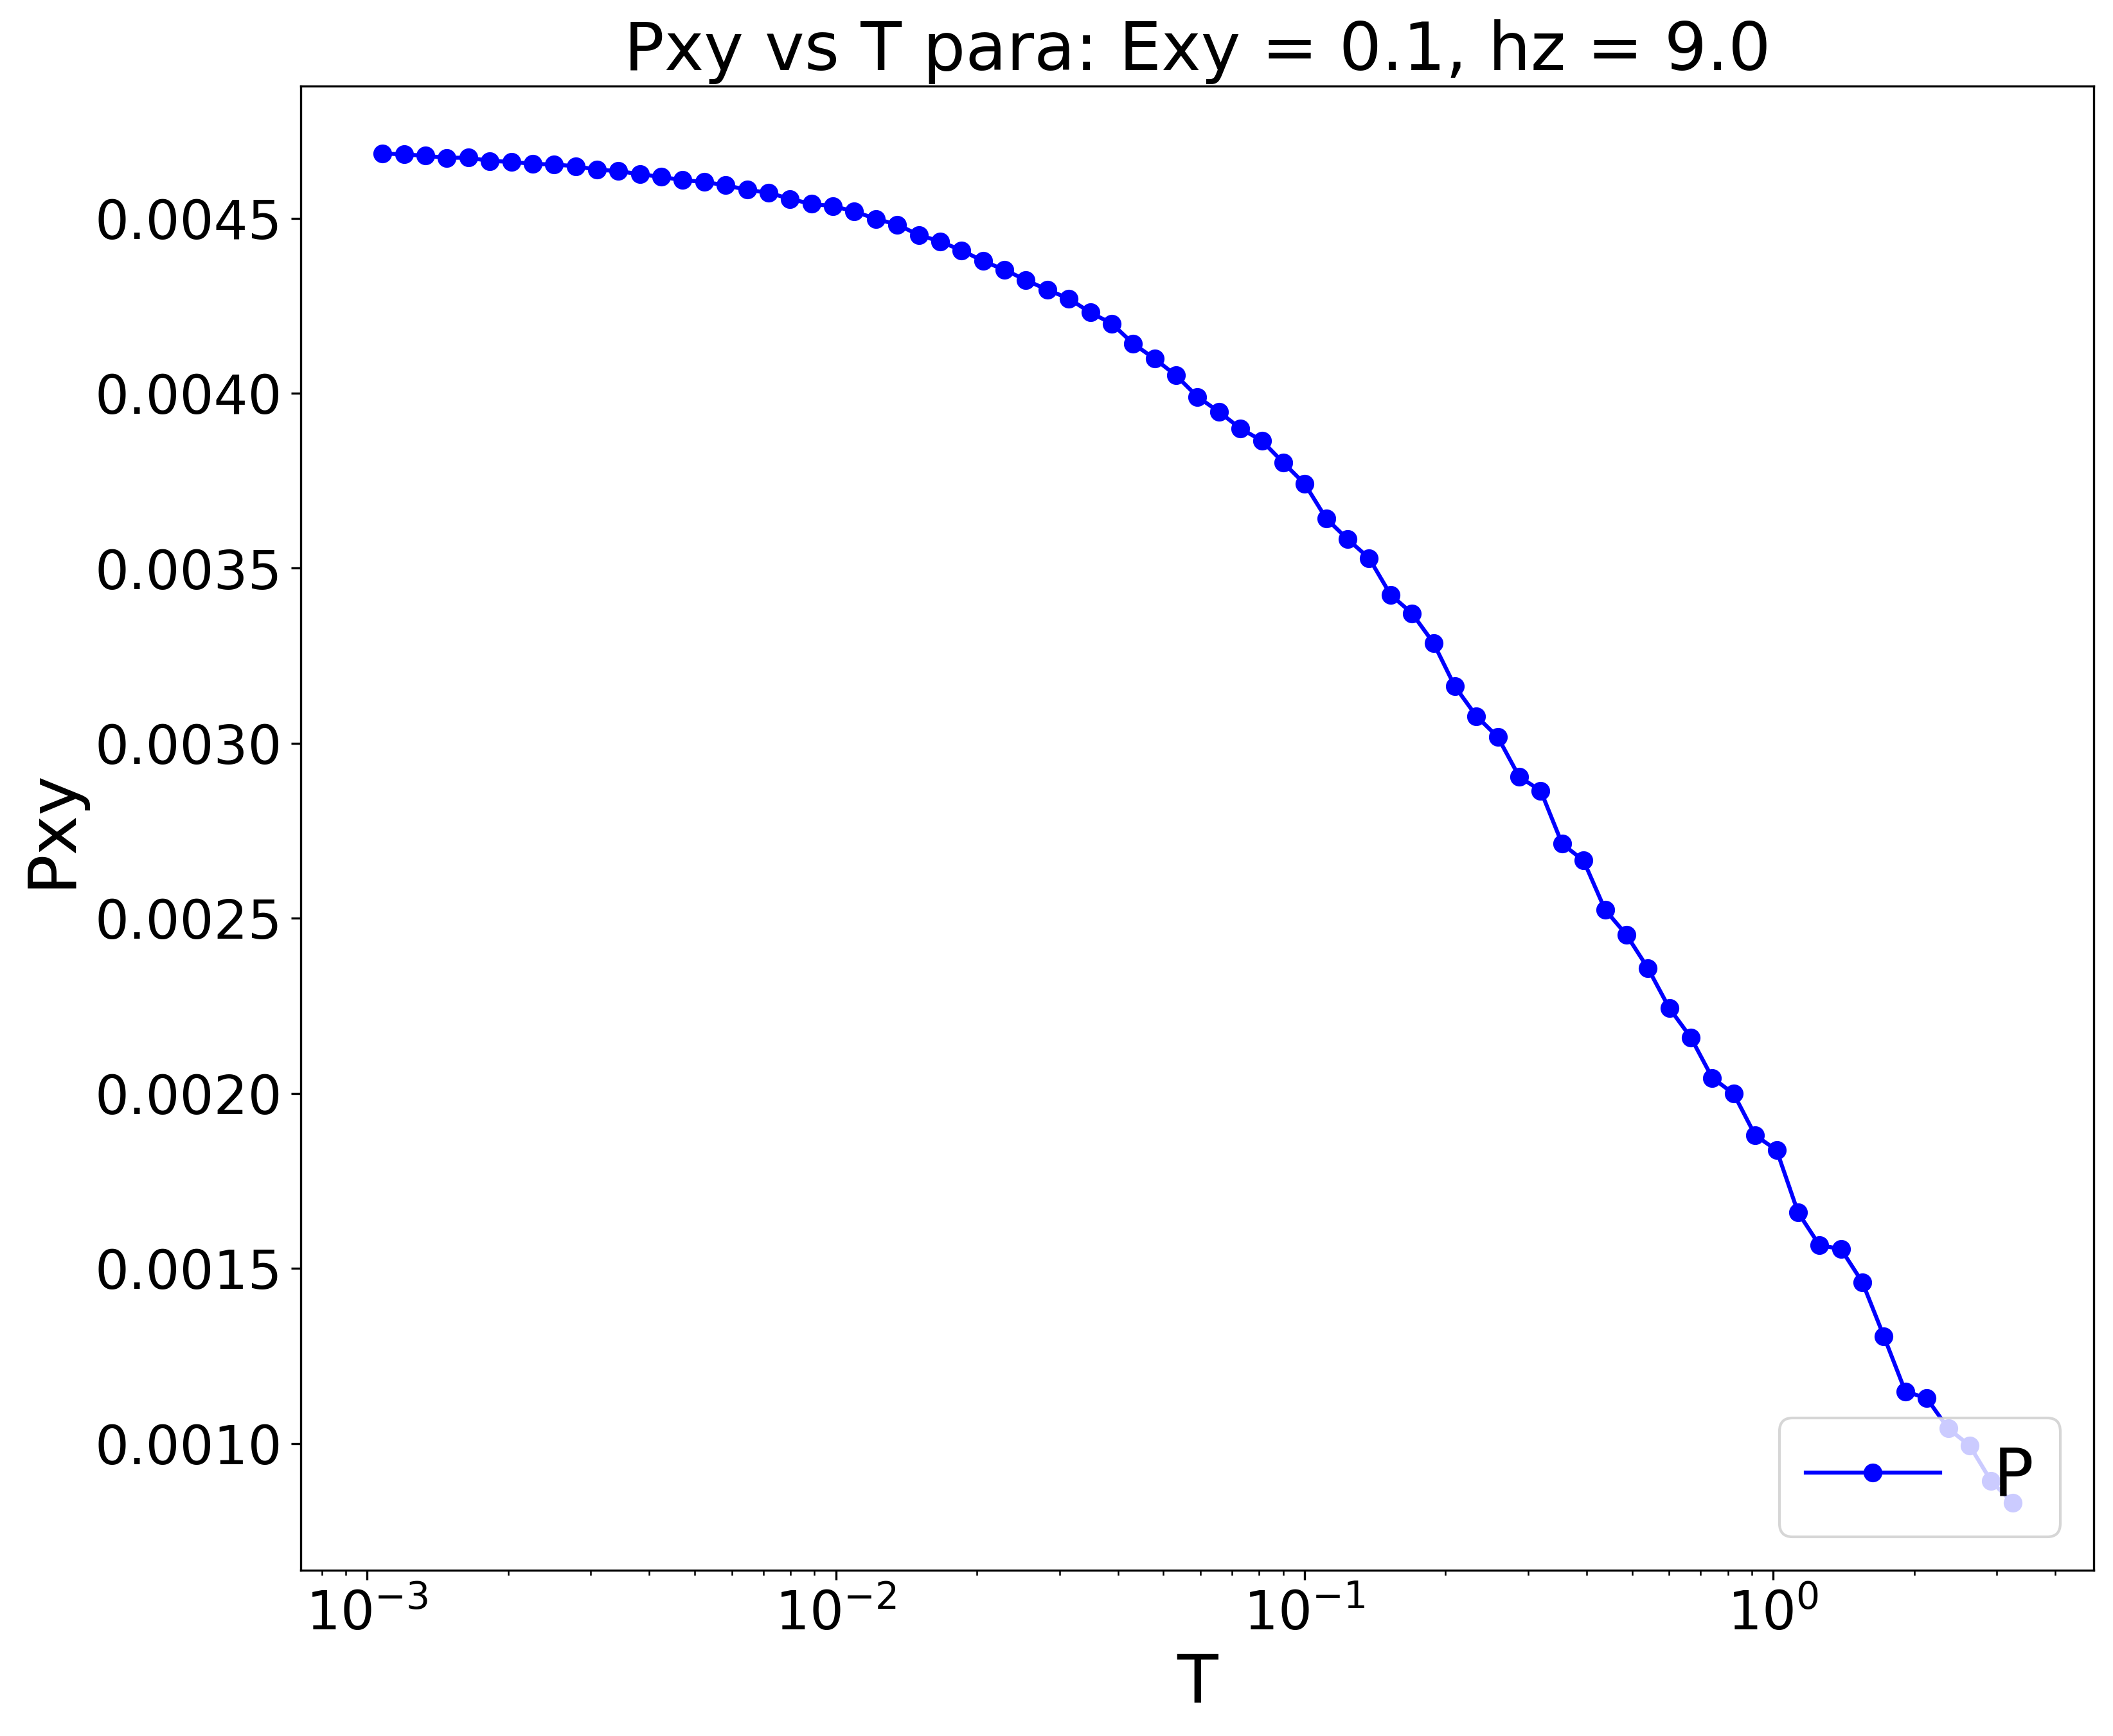 Pxy vs T para: Exy = 0.1, hz = 9.0
Pxy
0.0045
0.0040
0.0035
0.0030
0.0025
0.0020
0.0015
0.0010
10⁻³ 10⁻² 10⁻¹ 10⁰
T
P